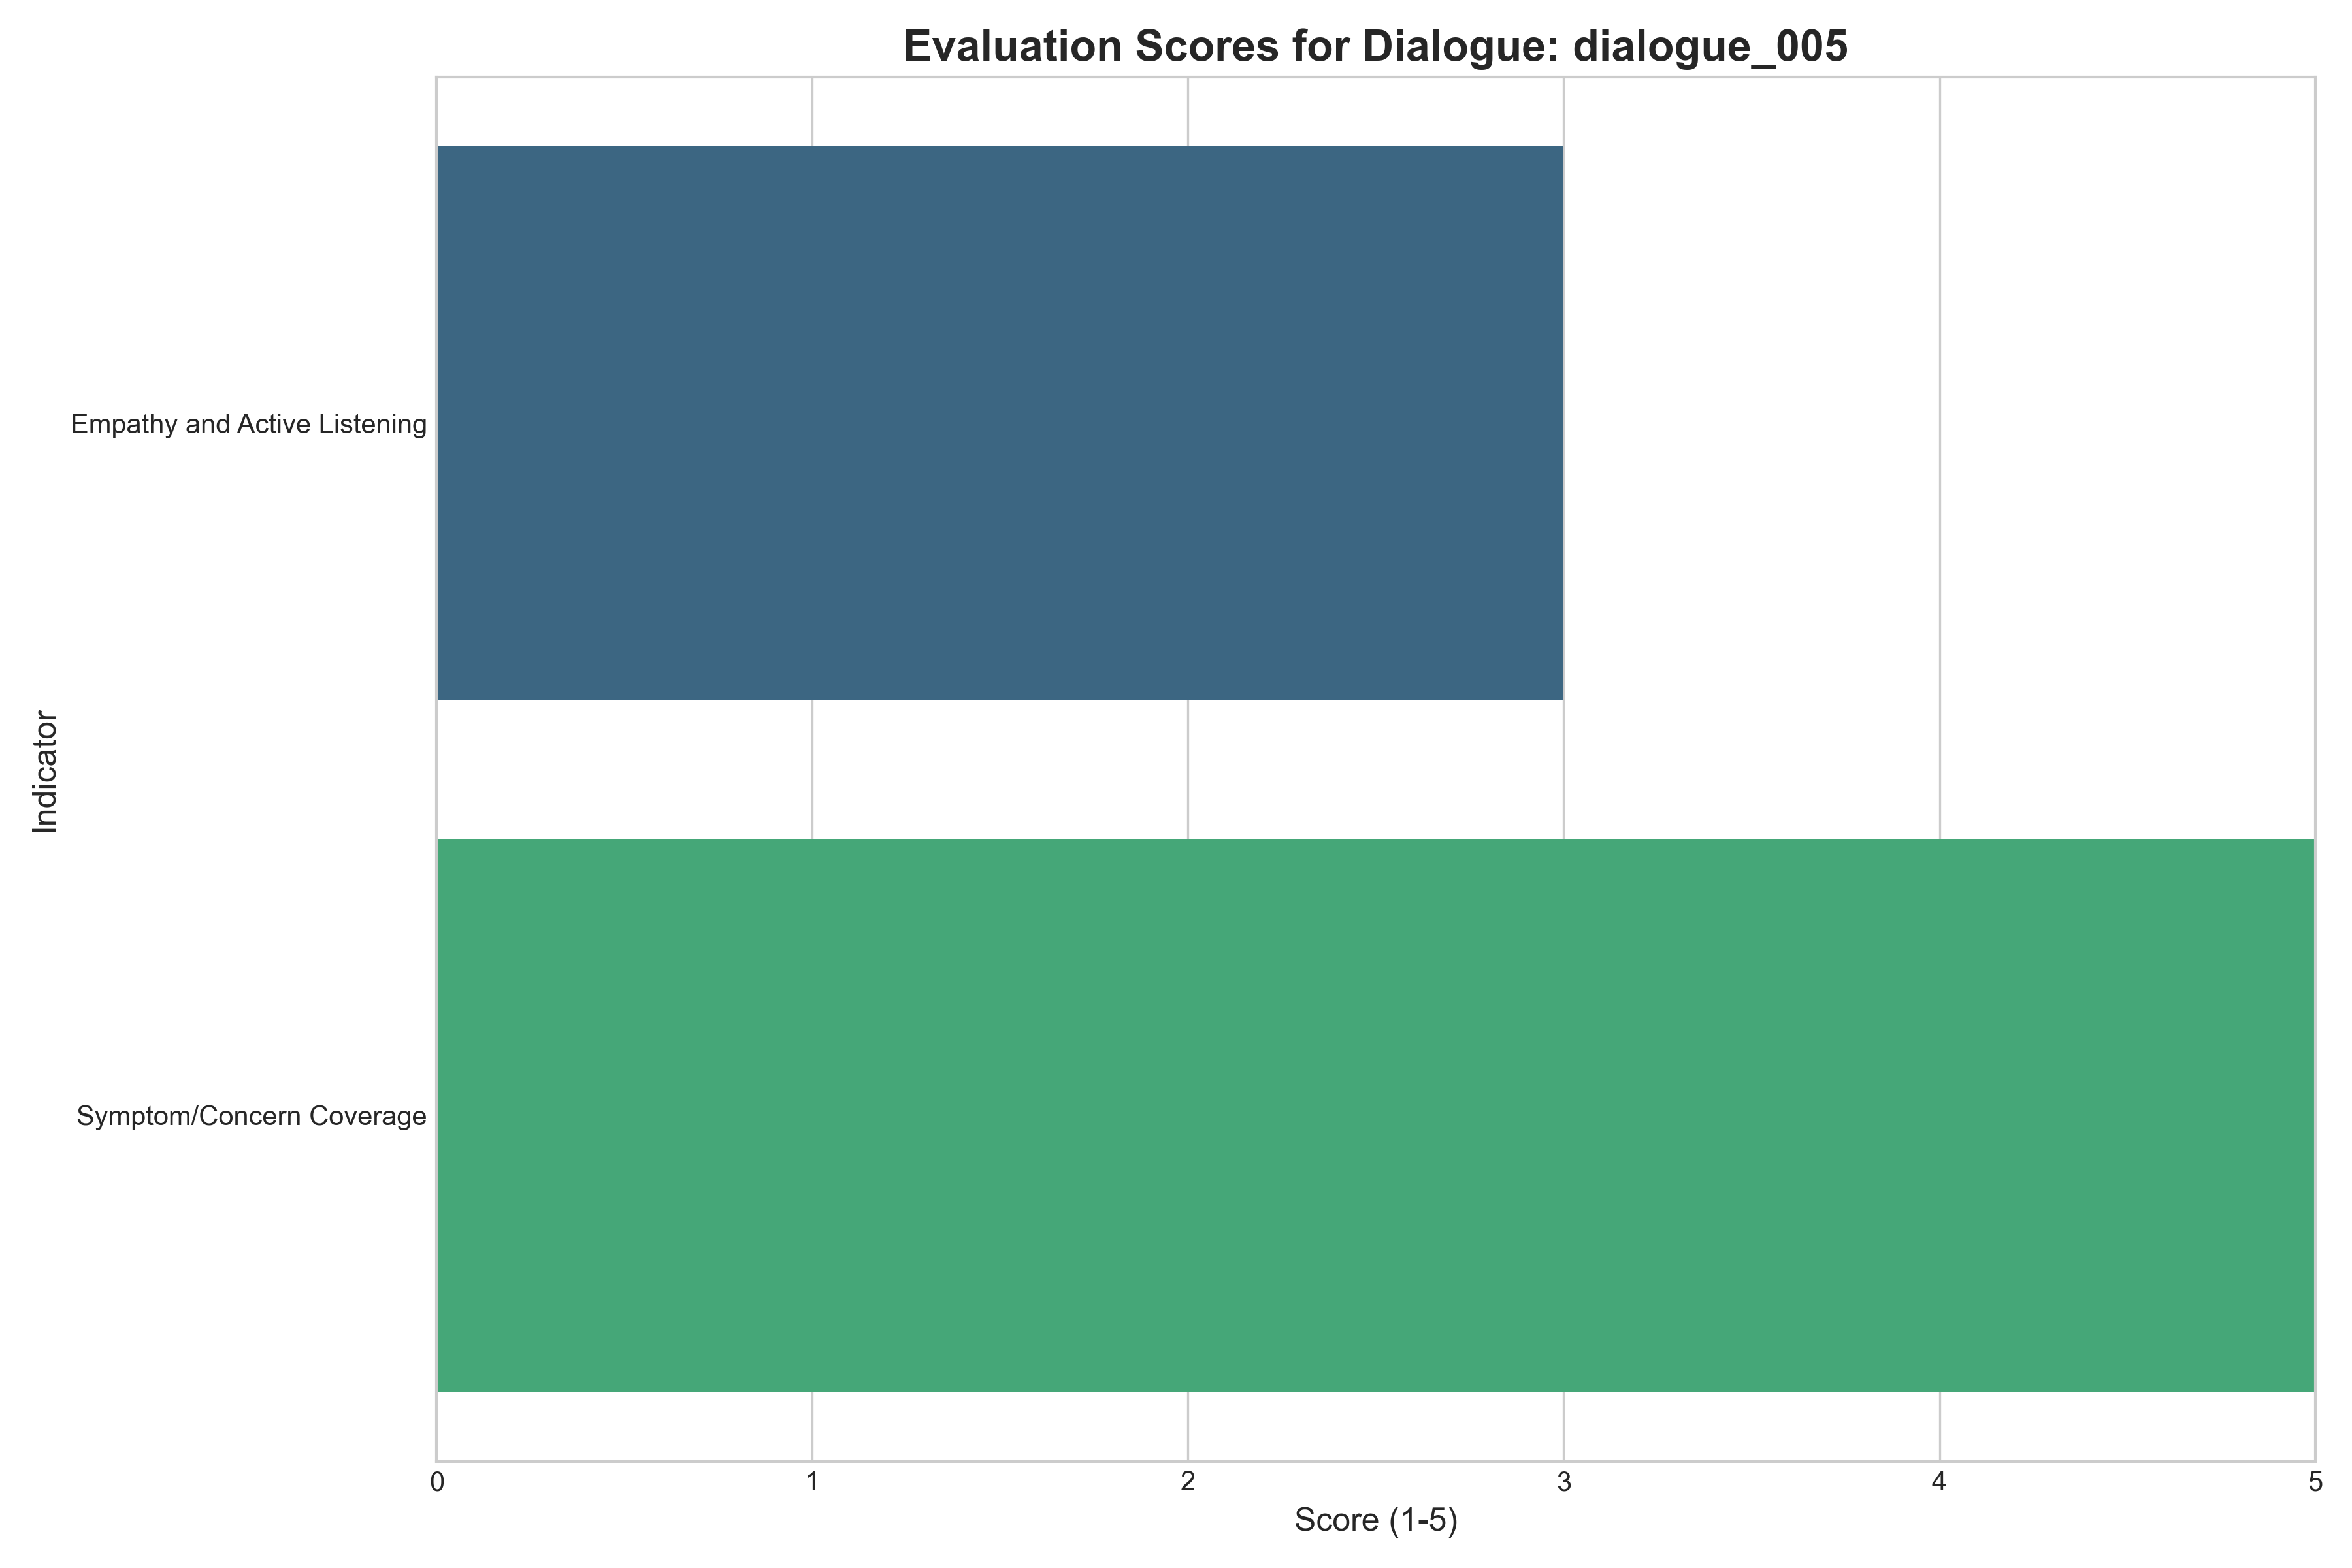 Evaluation Scores for Dialogue: dialogue_005
Empathy and Active Listening
Indicator
Symptom/Concern Coverage
0 1 2 3 4 5
Score (1-5)